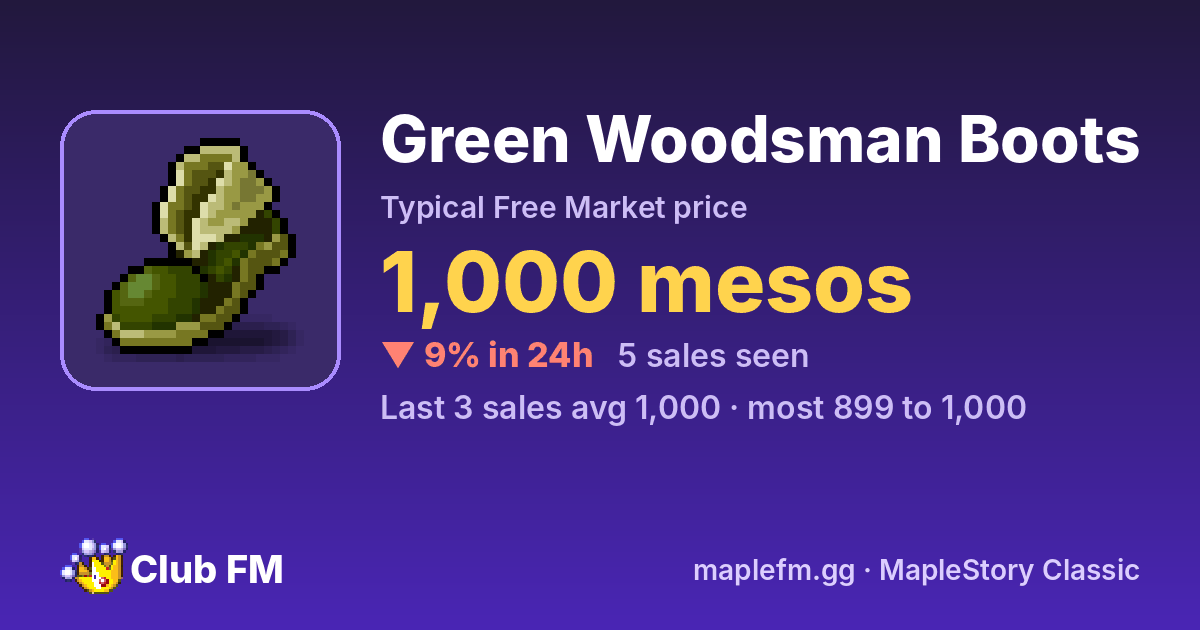 Green Woodsman Boots
Typical Free Market price
1,000 mesos
▼ 9% in 24h 5 sales seen
Last 3 sales avg 1,000 · most 899 to 1,000
Club FM
maplefm.gg · MapleStory Classic